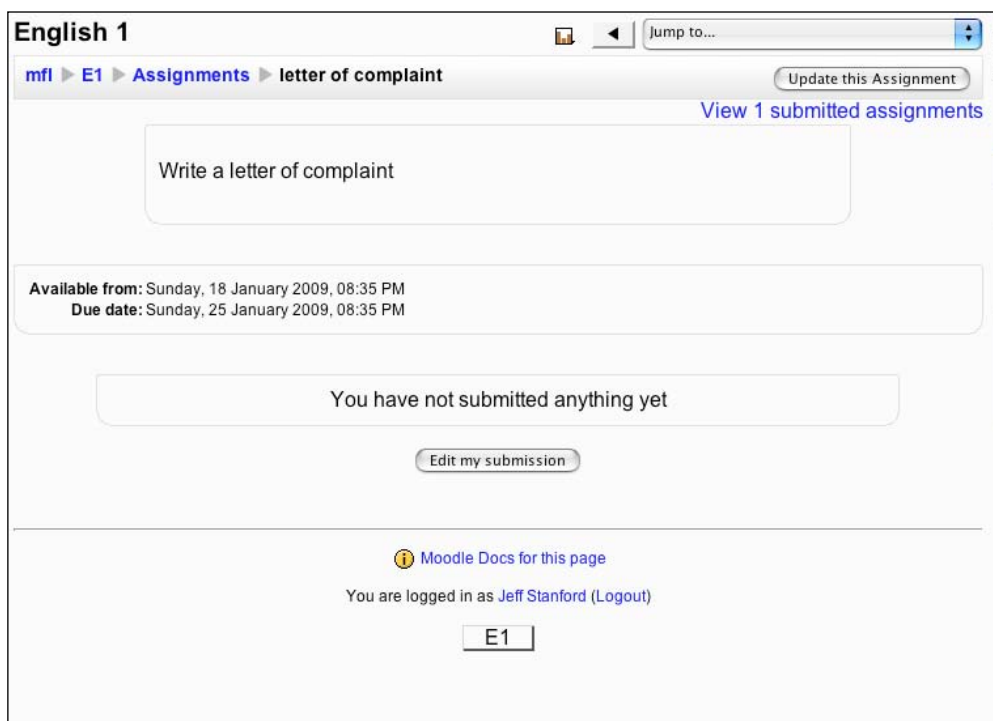 English 1
Jump to...
mfl E1 Assignments letter of complaint
Update this Assignment
View 1 submitted assignments
Write a letter of complaint
Available from: Sunday, 18 January 2009, 08:35 PM
Due date: Sunday, 25 January 2009, 08:35 PM
You have not submitted anything yet
Edit my submission
Moodle Docs for this page
You are logged in as Jeff Stanford (Logout)
E1